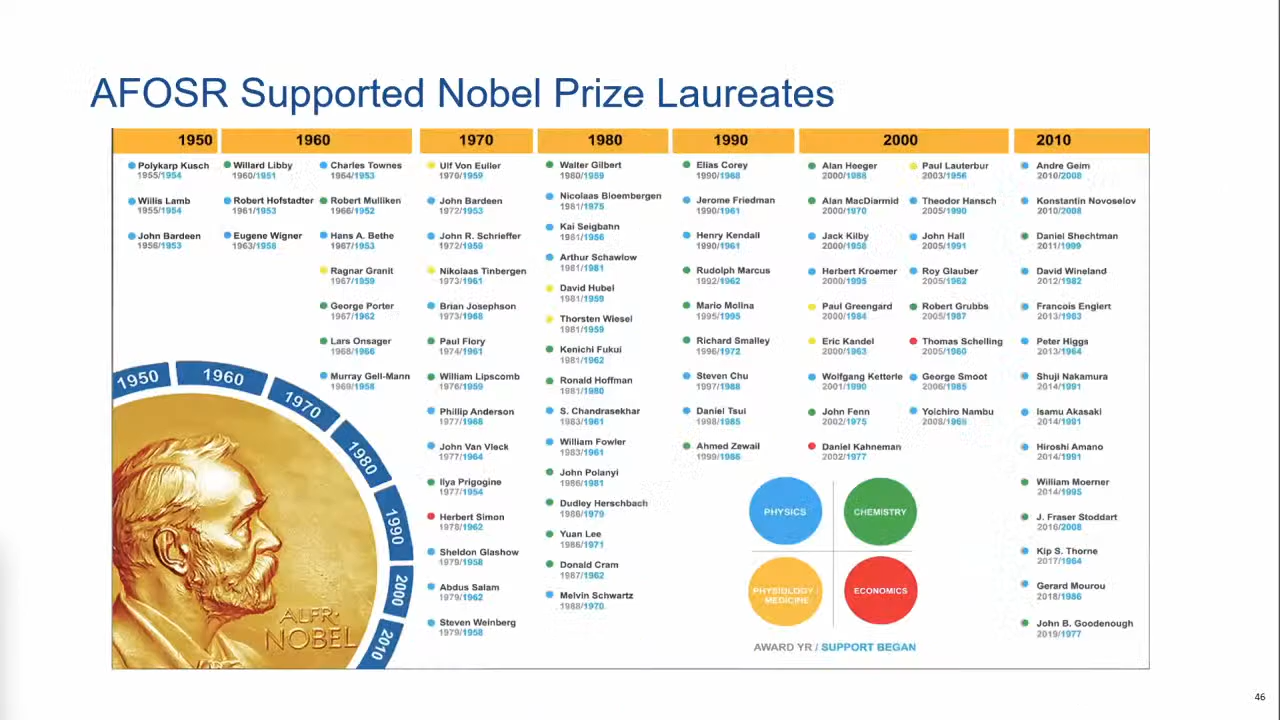 AFOSR Supported Nobel Prize Laureates
1950
Polykarp Kusch
1955/1954
Willis Lamb
1955/1954
John Bardeen
1956/1953
1960
Willard Libby
1960/1951
Robert Hofstadter
1961/1953
Eugene Wigner
1963/1958
Charles Townes
1964/1953
Robert Mulliken
1966/1952
Hans A. Bethe
1967/1953
Ragnar Granit
1967/1959
George Porter
1967/1962
Lars Onsager
1968/1966
Murray Gell-Mann
1969/1958
1970
Ulf Von Euller
1970/1959
John Bardeen
1972/1953
John R. Schrieffer
1972/1959
Nikolaas Tinbergen
1973/1961
Brian Josephson
1973/1968
Paul Flory
1974/1961
William Lipscomb
1976/1959
Phillip Anderson
1977/1968
John Van Vleck
1977/1964
Ilya Prigogine
1977/1954
Herbert Simon
1978/1962
Sheldon Glashow
1979/1958
Abdus Salam
1979/1962
Steven Weinberg
1979/1958
1980
Walter Gilbert
1980/1959
Nicolaas Bloembergen
1981/1975
Kai Seigbahn
1981/1956
Arthur Schawlow
1981/1981
David Hubel
1981/1959
Thorsten Wiesel
1981/1959
Kenichi Fukui
1981/1962
Ronald Hoffman
1981/1980
S. Chandrasekhar
1983/1961
William Fowler
1983/1961
John Polanyi
1986/1981
Dudley Herschbach
1986/1979
Yuan Lee
1986/1971
Donald Cram
1987/1962
Melvin Schwartz
1988/1970
1990
Elias Corey
1990/1968
Jerome Friedman
1990/1961
Henry Kendall
1990/1961
Rudolph Marcus
1992/1962
Mario Molina
1995/1995
Richard Smalley
1996/1972
Steven Chu
1997/1988
Daniel Tsui
1998/1985
Ahmed Zewail
1999/1986
2000
Alan Heeger
2000/1988
Alan MacDiarmid
2000/1970
Jack Kilby
2000/1958
Herbert Kroemer
2000/1995
Paul Greengard
2000/1984
Eric Kandel
2000/1963
Wolfgang Ketterle
2001/1990
John Fenn
2002/1975
Daniel Kahneman
2002/1977
Paul Lauterbur
2003/1956
Theodor Hansch
2005/1990
John Hall
2005/1991
Roy Glauber
2005/1962
Robert Grubbs
2005/1987
Thomas Schelling
2005/1960
George Smoot
2006/1985
Yoichiro Nambu
2010
Andre Geim
2010/2008
Konstantin Novoselov
2010/2008
Daniel Shechtman
2011/1999
David Wineland
2012/1982
Francois Englert
2013/1983
Peter Higgs
2013/1964
Shuji Nakamura
2014/1991
Isamu Akasaki
2014/1991
Hiroshi Amano
2014/1991
William Moerner
2014/1995
J. Fraser Stoddart
2016/2008
Kip S. Thorne
2017/1964
Gerard Mourou
2018/1986
John B. Goodenough
2019/1977
1950
1960
1970
1980
1990
2000
2010
ALFR·
NOBEL
PHYSICS
CHEMISTRY
PHYSIOLOGY /
MEDICINE
ECONOMICS
AWARD YR / SUPPORT BEGAN
46